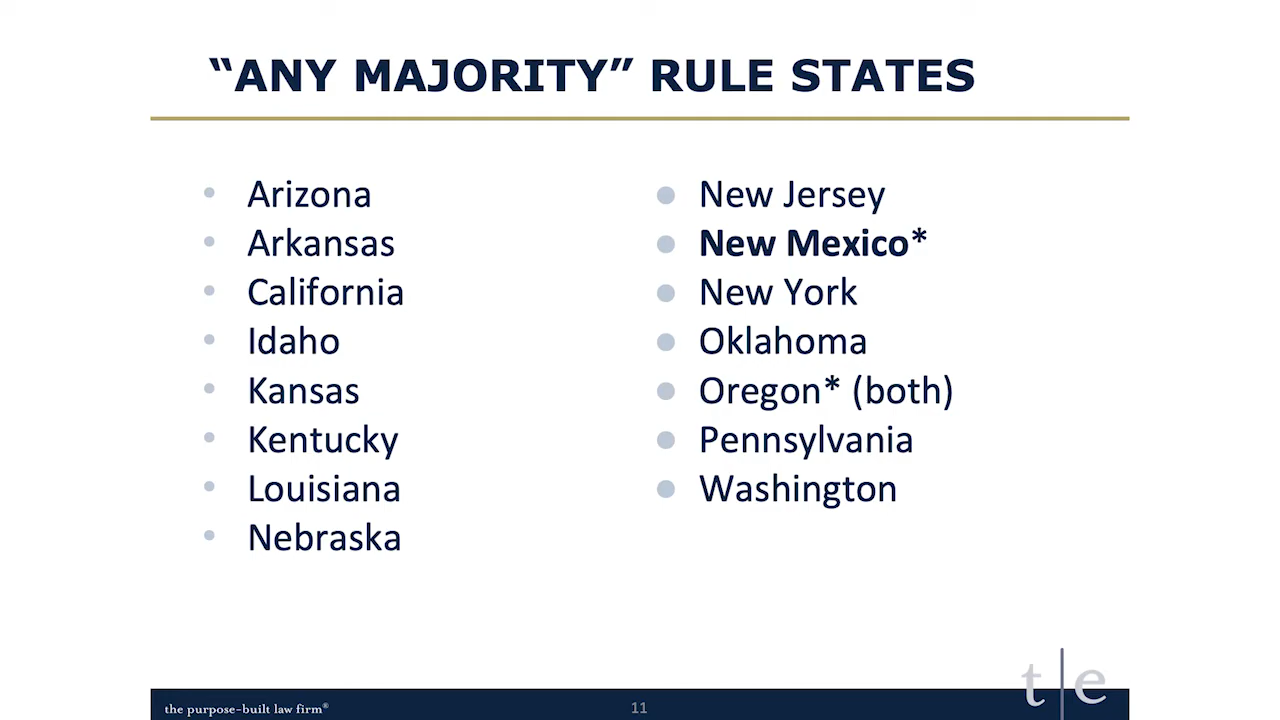 “ANY MAJORITY” RULE STATES
• Arizona
• Arkansas
• California
• Idaho
• Kansas
• Kentucky
• Louisiana
• Nebraska
● New Jersey
● New Mexico*
● New York
● Oklahoma
● Oregon* (both)
● Pennsylvania
● Washington
t|e
the purpose-built law firm®
11